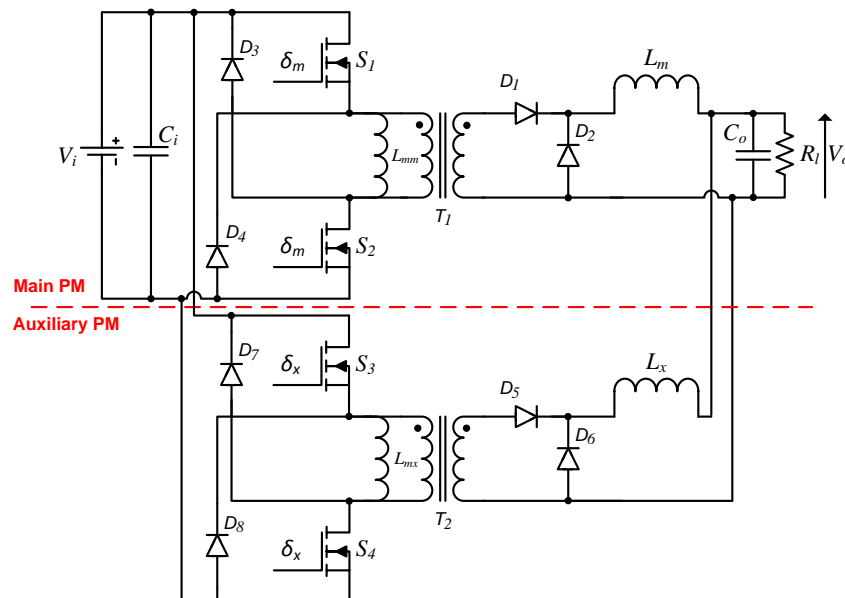 D3
δm
S1
D1
Lm
Vi
+
-
Ci
Lmm
D2
Co
Rl
Vo
T1
D4
δm
S2
Main PM
Auxiliary PM
D7
δx
S3
D5
Lx
Lmx
D6
T2
D8
δx
S4